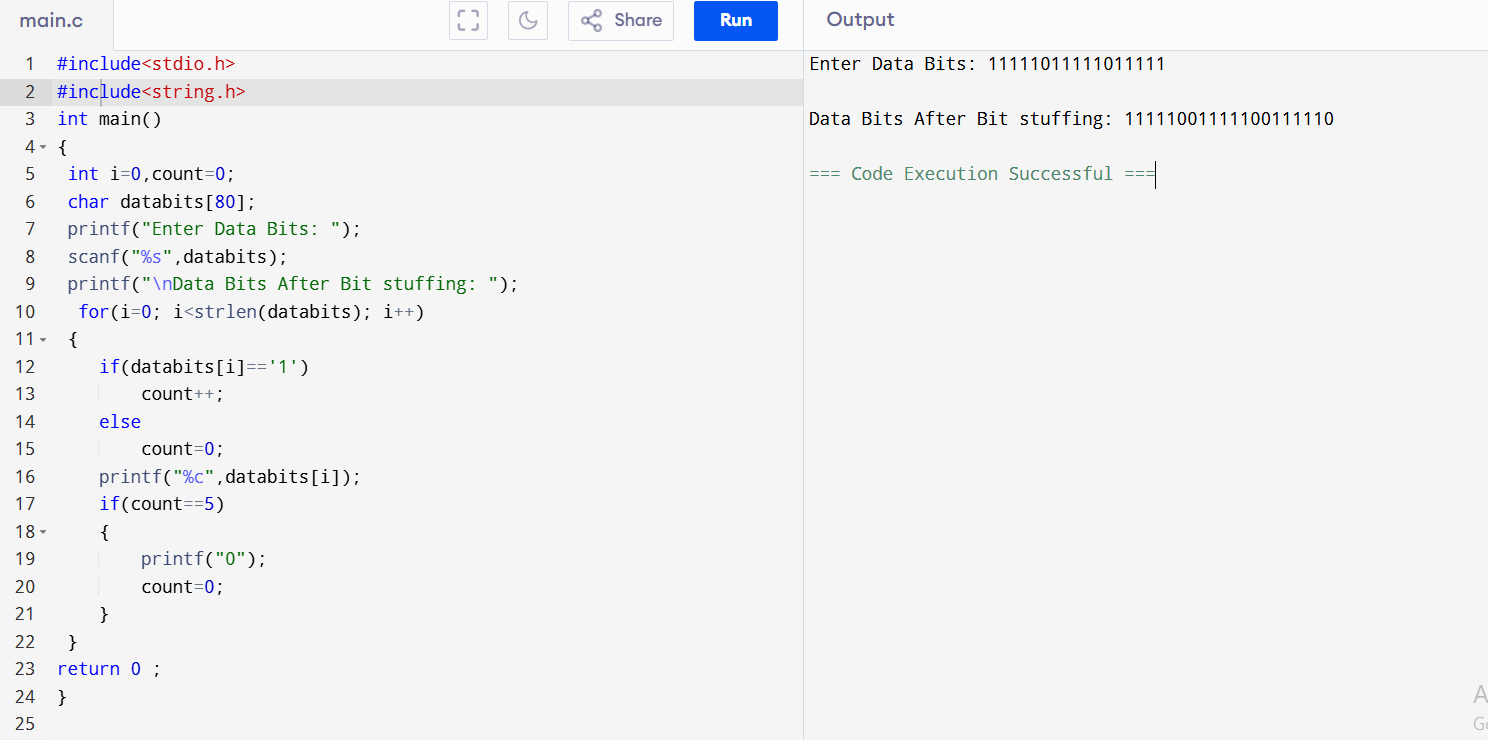 main.c
Share
Run
Output
1 #include<stdio.h>
2 #include<string.h>
3 int main()
4 {
5 int i=0,count=0;
6 char databits[80];
7 printf("Enter Data Bits: ");
8 scanf("%s",databits);
9 printf("\nData Bits After Bit stuffing: ");
10 for(i=0; i<strlen(databits); i++)
11 {
12 if(databits[i]=='1')
13 count++;
14 else
15 count=0;
16 printf("%c",databits[i]);
17 if(count==5)
18 {
19 printf("0");
20 count=0;
21 }
22 }
23 return 0 ;
24 }
25
Enter Data Bits: 11111011111011111
Data Bits After Bit stuffing: 11111001111100111110
=== Code Execution Successful ===